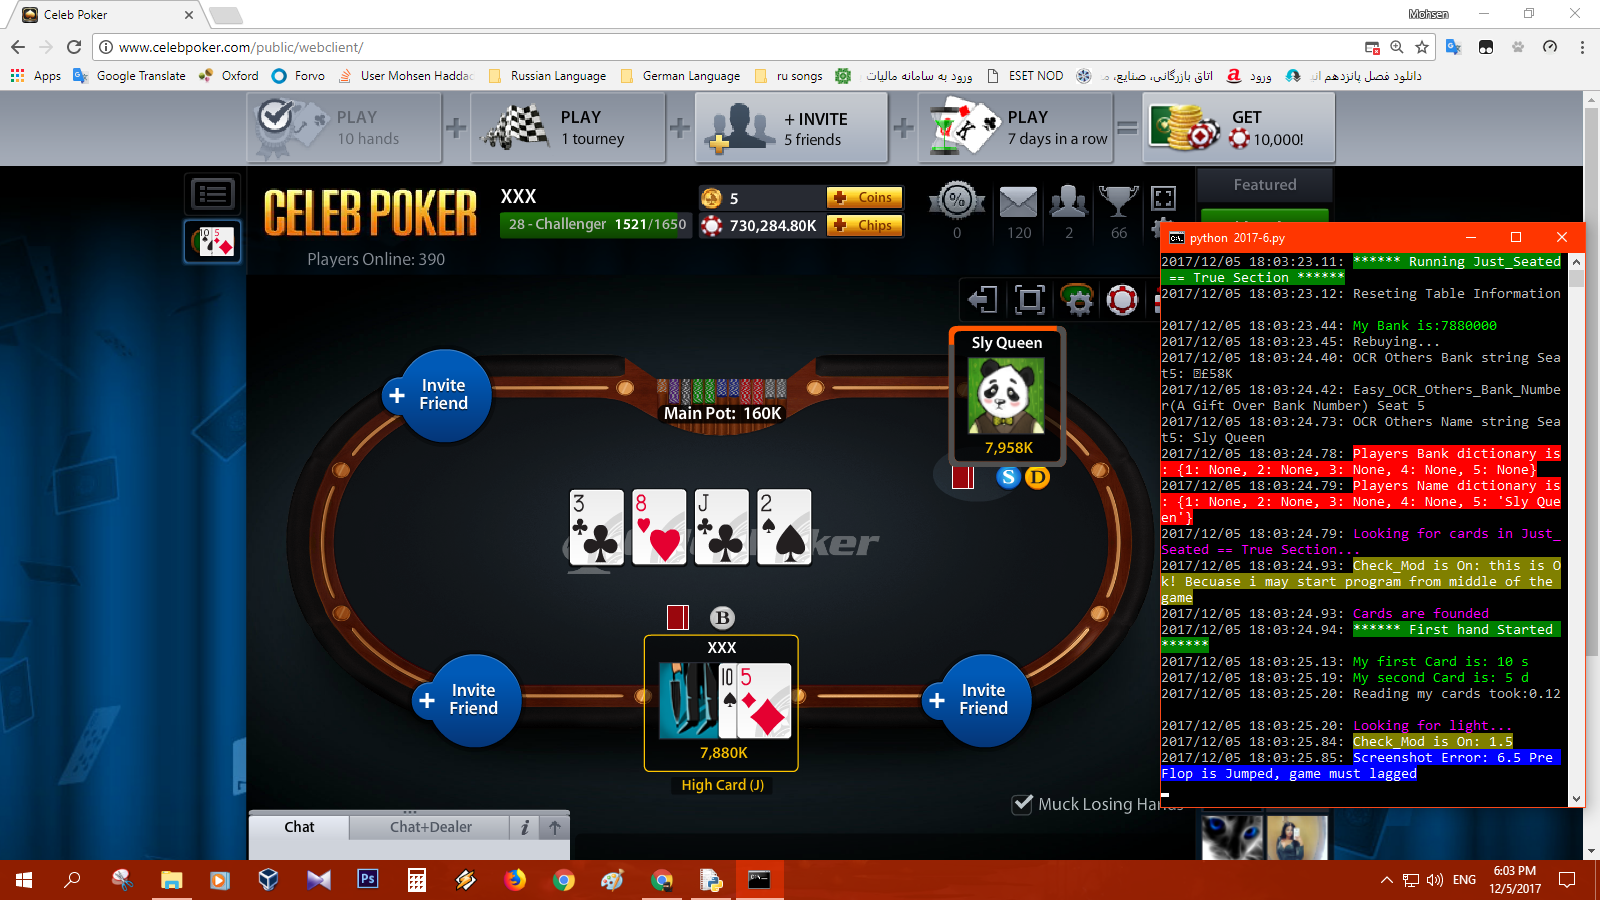 Celeb Poker
Mohsen
www.celebpoker.com/public/webclient/
Apps
Google Translate
Oxford
Forvo
User Mohsen Haddad
Russian Language
German Language
ru songs
ورود به سامانه مالیات
ESET NOD
اتاق بازرگانی، صنایع، م
ورود
دانلود فصل پانزدهم انی
PLAY
10 hands
+
PLAY
1 tourney
+
+ INVITE
5 friends
+
PLAY
7 days in a row
=
GET
10,000!
CELEB POKER
Players Online: 390
XXX
28 - Challenger 1521/1650
5
+ Coins
730,284.80K
+ Chips
%
0
120
2
66
Featured
Sly Queen
7,958K
S D
+ Invite
Friend
Main Pot: 160K
3 8 J 2
B
XXX
10 5
7,880K
High Card (J)
+ Invite
Friend
+ Invite
Friend
Muck Losing Hands
Chat
Chat+Dealer
i
python 2017-6.py
2017/12/05 18:03:23.11: ****** Running Just_Seated
== True Section ******
2017/12/05 18:03:23.12: Reseting Table Information
2017/12/05 18:03:23.44: My Bank is:7880000
2017/12/05 18:03:23.45: Rebuying...
2017/12/05 18:03:24.40: OCR Others Bank string Sea
t5: £58K
2017/12/05 18:03:24.42: Easy_OCR_Others_Bank_Numbe
r(A Gift Over Bank Number) Seat 5
2017/12/05 18:03:24.73: OCR Others Name string Sea
t5: Sly Queen
2017/12/05 18:03:24.78: Players Bank dictionary is
: {1: None, 2: None, 3: None, 4: None, 5: None}
2017/12/05 18:03:24.79: Players Name dictionary is
: {1: None, 2: None, 3: None, 4: None, 5: 'Sly Que
en'}
2017/12/05 18:03:24.79: Looking for cards in Just_
Seated == True Section...
2017/12/05 18:03:24.93: Check_Mod is On: this is O
k! Becuase i may start program from middle of the
game
2017/12/05 18:03:24.93: Cards are founded
2017/12/05 18:03:24.94: ****** First hand Started
******
2017/12/05 18:03:25.13: My first Card is: 10 s
2017/12/05 18:03:25.19: My second Card is: 5 d
2017/12/05 18:03:25.20: Reading my cards took:0.12
2017/12/05 18:03:25.20: Looking for light...
2017/12/05 18:03:25.84: Check_Mod is On: 1.5
2017/12/05 18:03:25.85: Screenshot Error: 6.5 Pre
Flop is Jumped, game must lagged
Ps
ENG
6:03 PM
12/5/2017